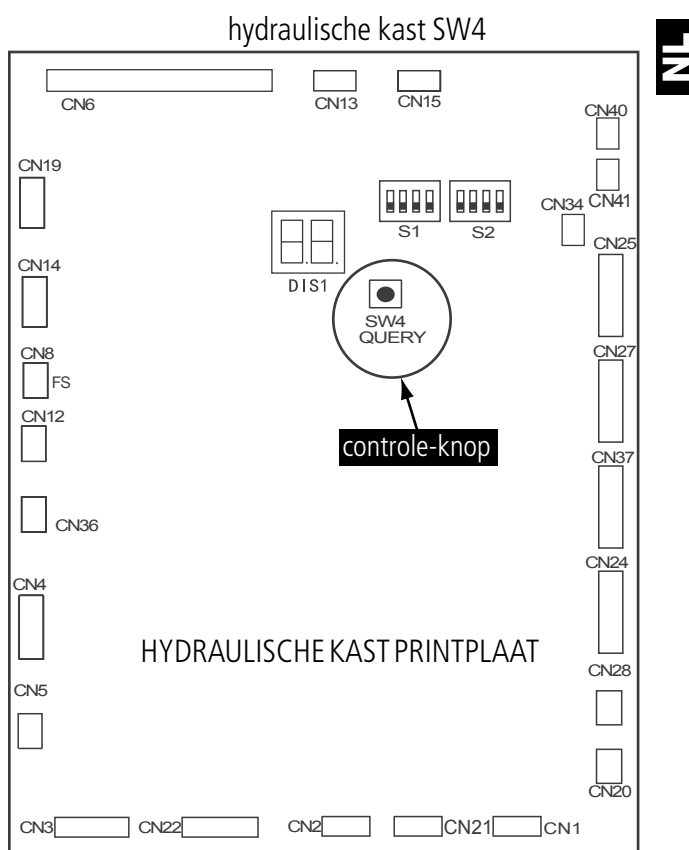 hydraulische kast SW4
NL
CN6
CN13
CN15
CN40
CN19
CN41
CN34
S1
S2
CN25
CN14
DIS1
SW4
QUERY
CN8
FS
CN27
CN12
controle-knop
CN37
CN36
CN24
CN4
HYDRAULISCHE KAST PRINTPLAAT
CN28
CN5
CN20
CN3
CN22
CN2
CN21
CN1